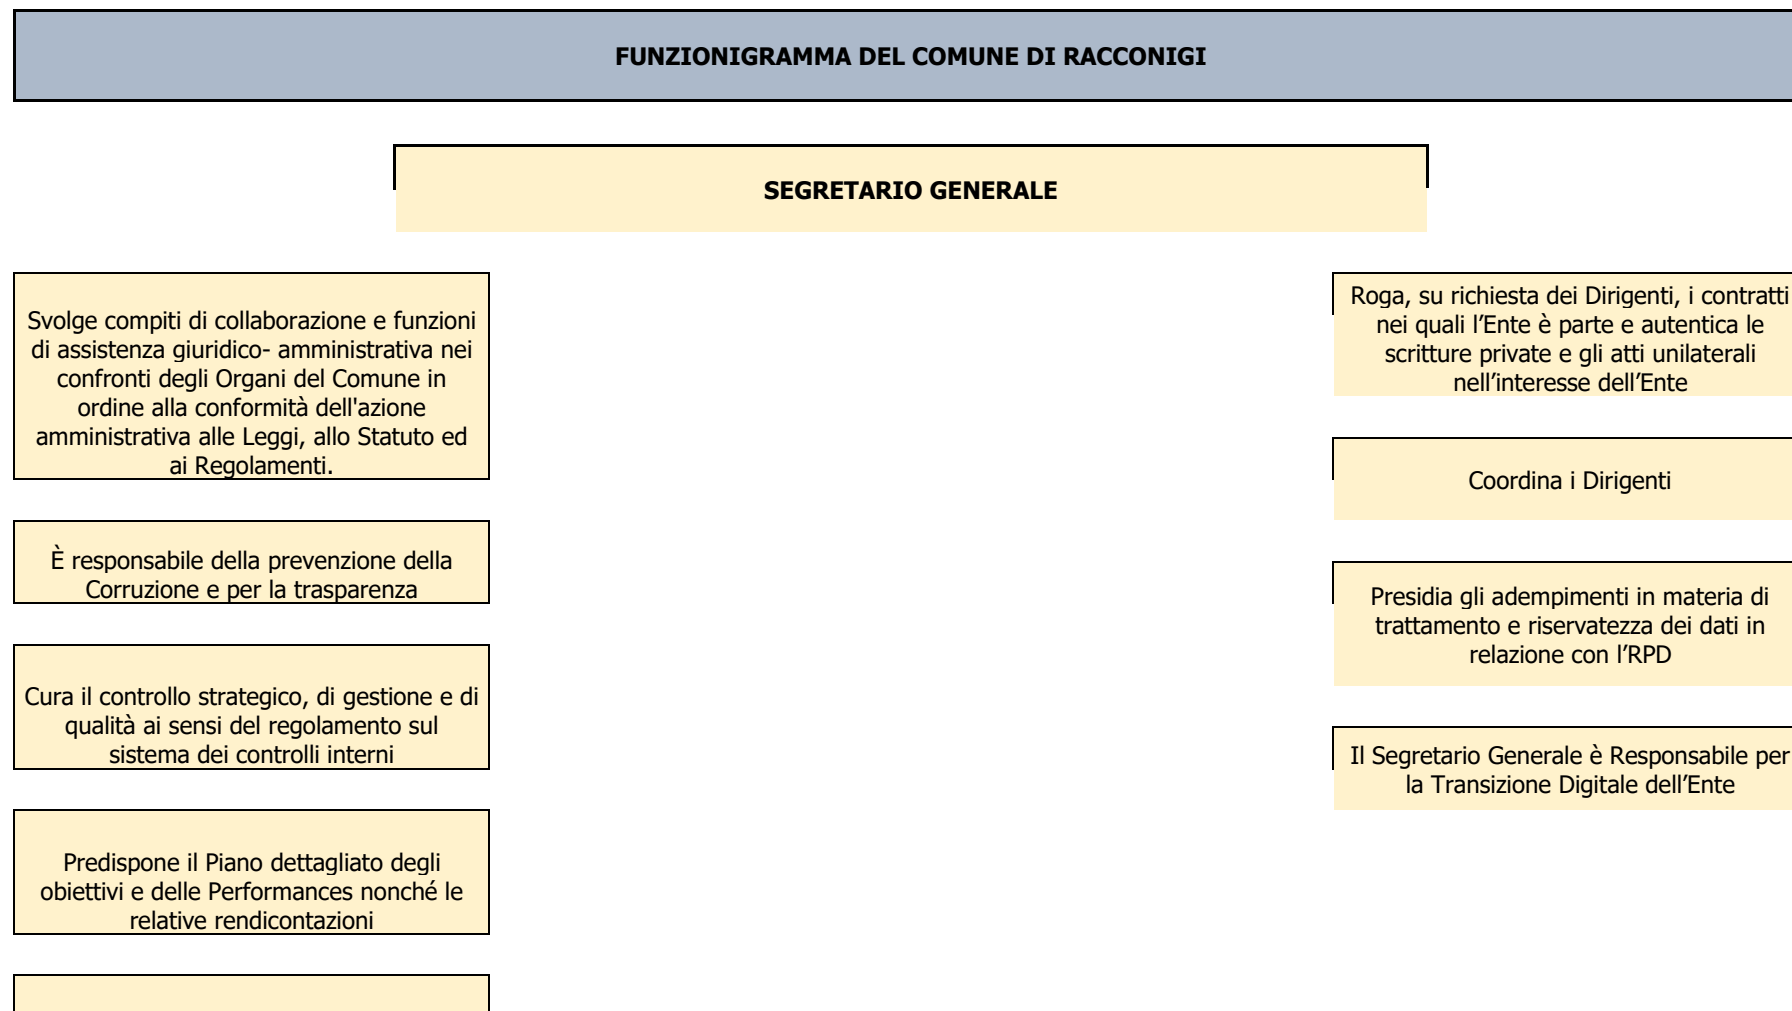 FUNZIONIGRAMMA DEL COMUNE DI RACCONIGI
SEGRETARIO GENERALE
Svolge compiti di collaborazione e funzioni
di assistenza giuridico- amministrativa nei
confronti degli Organi del Comune in
ordine alla conformità dell'azione
amministrativa alle Leggi, allo Statuto ed
ai Regolamenti.
È responsabile della prevenzione della
Corruzione e per la trasparenza
Cura il controllo strategico, di gestione e di
qualità ai sensi del regolamento sul
sistema dei controlli interni
Predispone il Piano dettagliato degli
obiettivi e delle Performances nonché le
relative rendicontazioni
Roga, su richiesta dei Dirigenti, i contratti
nei quali l’Ente è parte e autentica le
scritture private e gli atti unilaterali
nell’interesse dell’Ente
Coordina i Dirigenti
Presidia gli adempimenti in materia di
trattamento e riservatezza dei dati in
relazione con l’RPD
Il Segretario Generale è Responsabile per
la Transizione Digitale dell’Ente